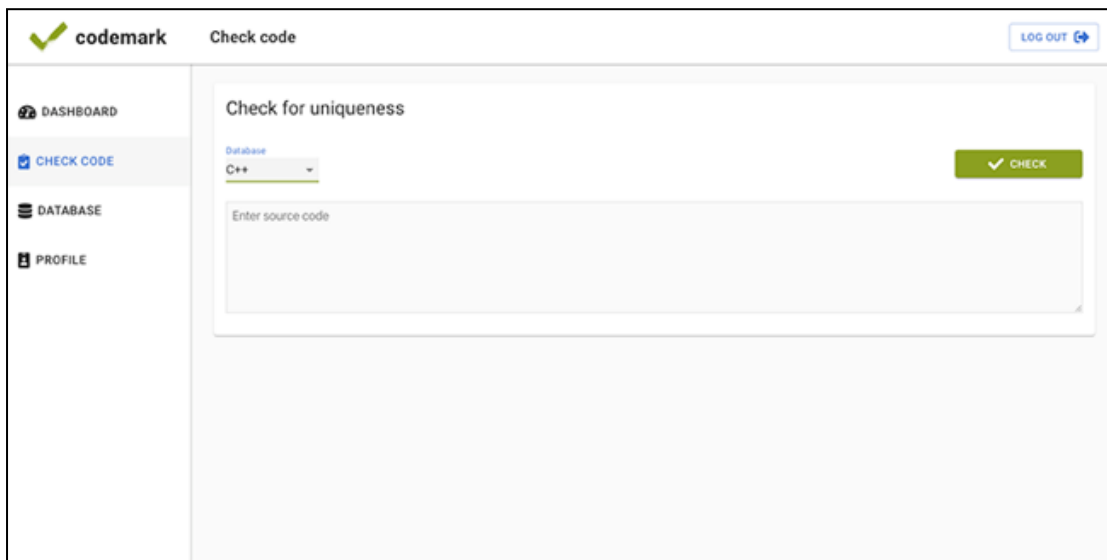 codemark
Check code
LOG OUT
DASHBOARD
CHECK CODE
DATABASE
PROFILE
Check for uniqueness
Database
C++
CHECK
Enter source code